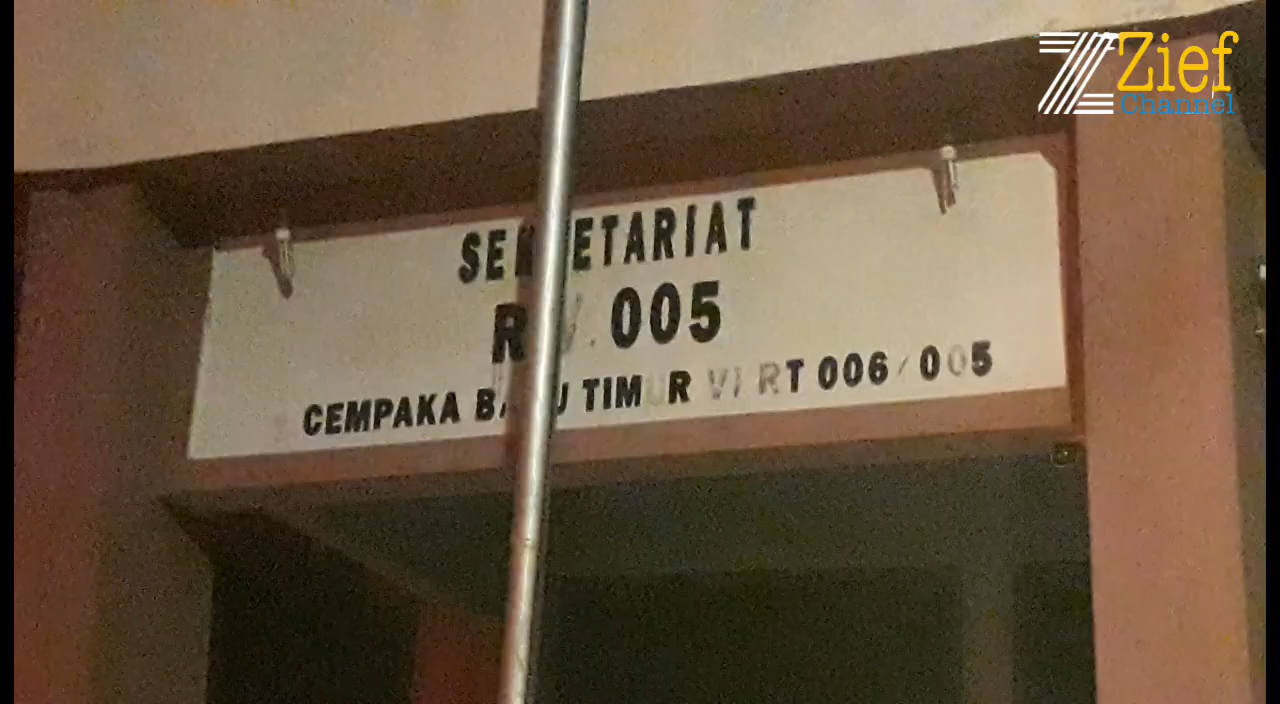 Zief
Channel
SEKRETARIAT
RW. 005
CEMPAKA BARU TIMUR VI RT 006/005